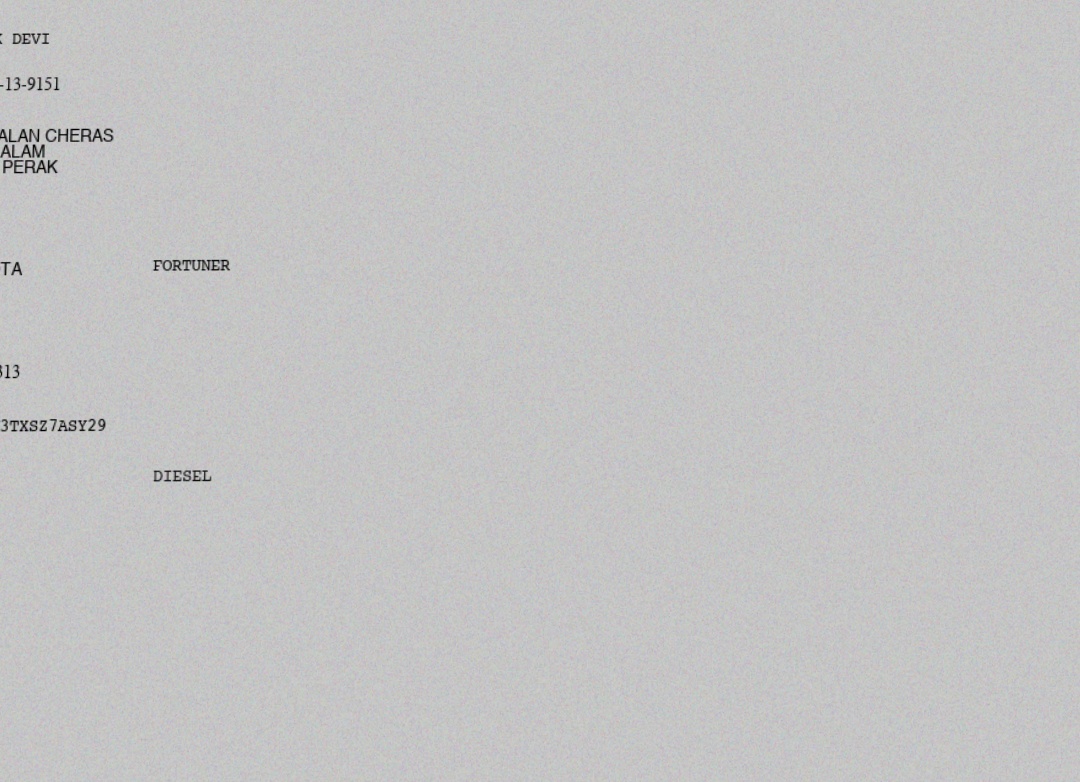 DEVI
-13-9151
ALAN CHERAS
ALAM
PERAK
TA FORTUNER
313
3TXSZ7ASY29
DIESEL